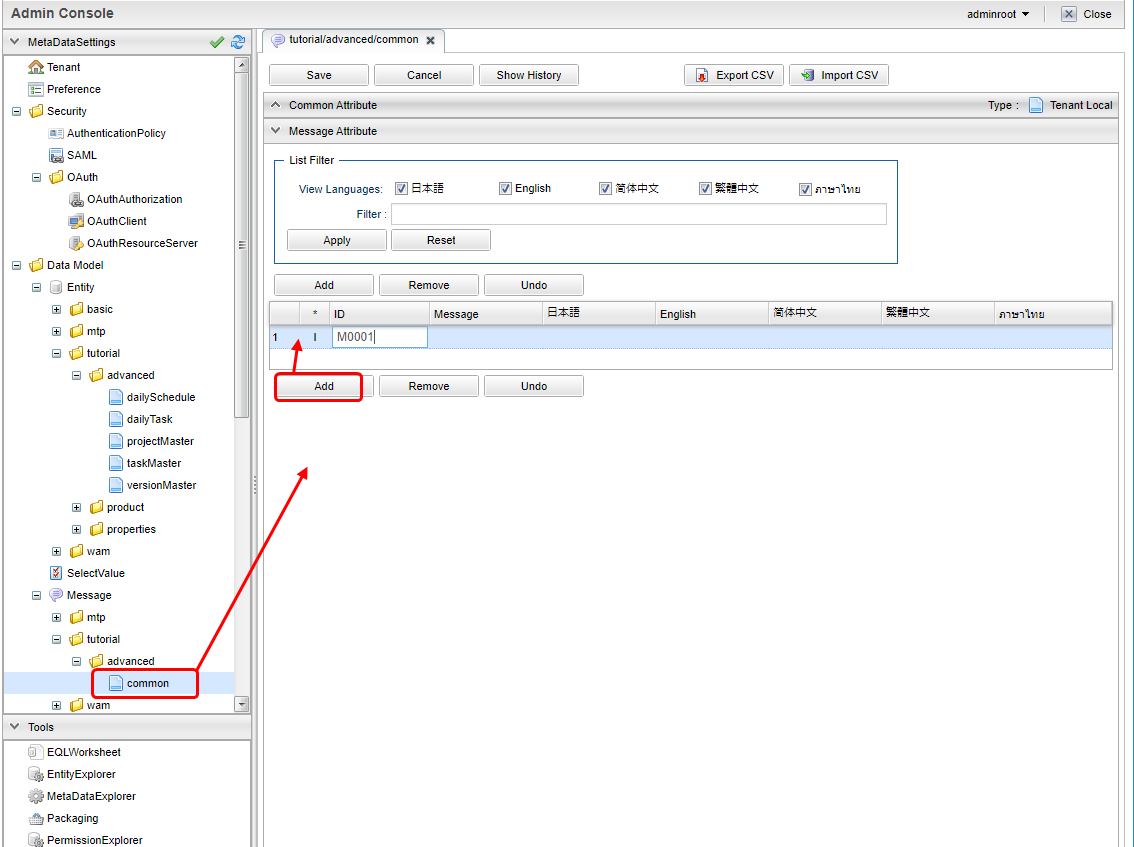 Admin Console
adminroot
Close
MetaDataSettings
Tenant
Preference
Security
AuthenticationPolicy
SAML
OAuth
OAuthAuthorization
OAuthClient
OAuthResourceServer
Data Model
Entity
basic
mtp
tutorial
advanced
dailySchedule
dailyTask
projectMaster
taskMaster
versionMaster
product
properties
wam
SelectValue
Message
mtp
tutorial
advanced
common
wam
Tools
EQLWorksheet
EntityExplorer
MetaDataExplorer
Packaging
PermissionExplorer
tutorial/advanced/common
Save Cancel Show History Export CSV Import CSV
Common Attribute Type : Tenant Local
Message Attribute
List Filter
View Languages: 日本語 English 简体中文 繁體中文 ภาษาไทย
Filter :
Apply Reset
Add Remove Undo
* ID Message 日本語 English 简体中文 繁體中文 ภาษาไทย
1 I M0001
Add Remove Undo